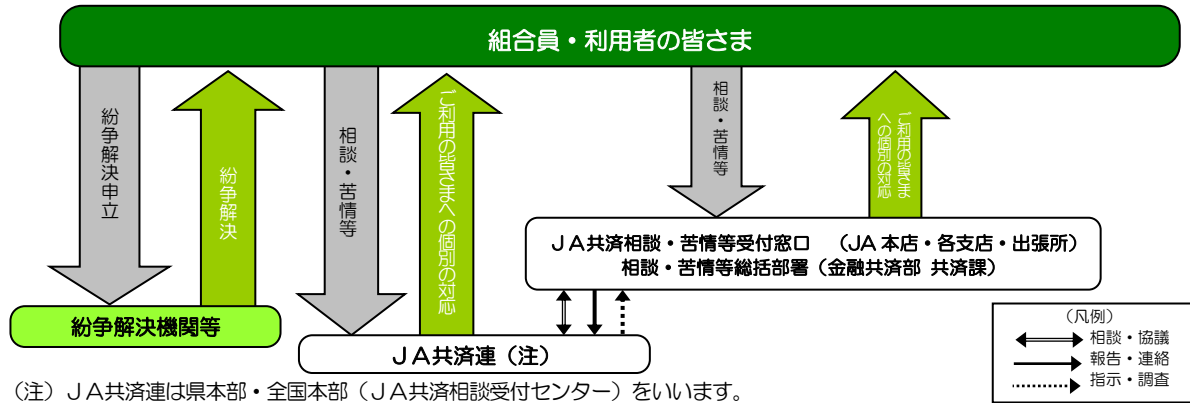 組合員・利用者の皆さま
紛争解決申立
紛争解決
相談・苦情等
ご利用の皆さまへの個別の対応
相談・苦情等
ご利用の皆さま
への個別の対応
JA共済相談・苦情等受付窓口 （JA本店・各支店・出張所）
相談・苦情等総括部署（金融共済部 共済課）
紛争解決機関等
JA共済連（注）
（凡例）
相談・協議
報告・連絡
指示・調査
（注）JA共済連は県本部・全国本部（JA共済相談受付センター）をいいます。